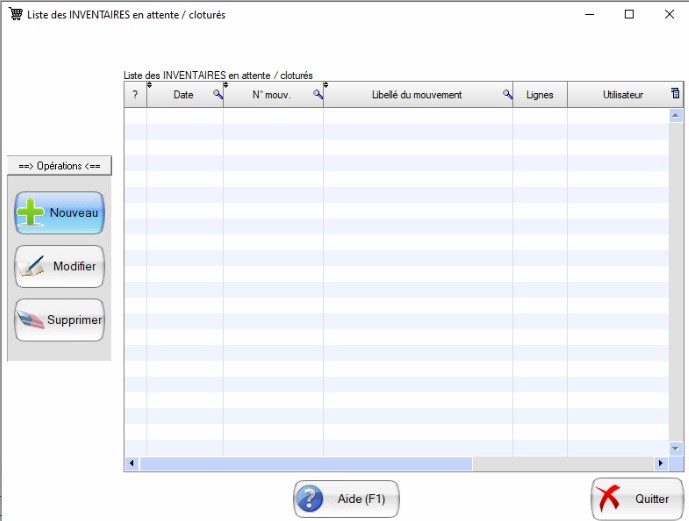 Liste des INVENTAIRES en attente / cloturés
Liste des INVENTAIRES en attente / cloturés
? Date N° mouv. Libellé du mouvement Lignes Utilisateur
==> Opérations <==
Nouveau
Modifier
Supprimer
Aide (F1)
Quitter